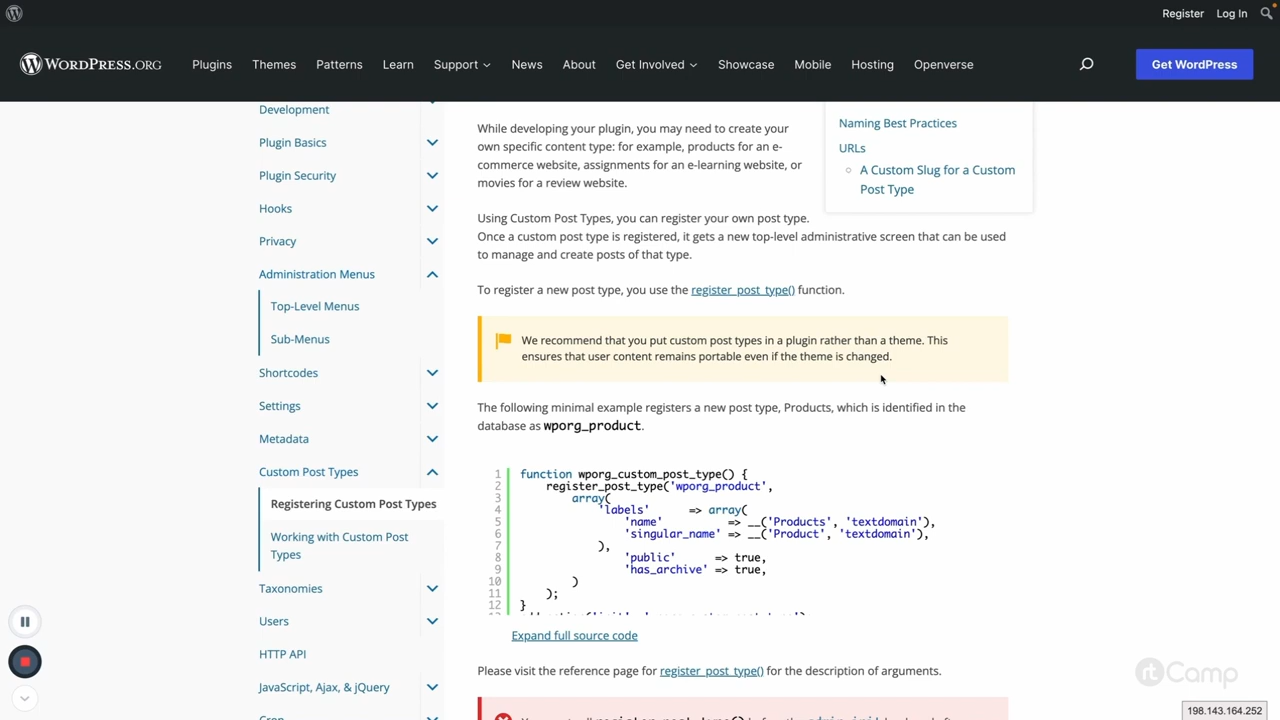 Register Log In
WORDPRESS.ORG Plugins Themes Patterns Learn Support News About Get Involved Showcase Mobile Hosting Openverse Get WordPress
Development
Plugin Basics
Plugin Security
Hooks
Privacy
Administration Menus
Top-Level Menus
Sub-Menus
Shortcodes
Settings
Metadata
Custom Post Types
Registering Custom Post Types
Working with Custom Post
Types
Taxonomies
Users
HTTP API
JavaScript, Ajax, & jQuery
While developing your plugin, you may need to create your
own specific content type: for example, products for an e-
commerce website, assignments for an e-learning website, or
movies for a review website.
Naming Best Practices
URLs
A Custom Slug for a Custom
Post Type
Using Custom Post Types, you can register your own post type.
Once a custom post type is registered, it gets a new top-level administrative screen that can be used
to manage and create posts of that type.
To register a new post type, you use the register_post_type() function.
We recommend that you put custom post types in a plugin rather than a theme. This
ensures that user content remains portable even if the theme is changed.
The following minimal example registers a new post type, Products, which is identified in the
database as wporg_product.
1 function wporg_custom_post_type() {
2 register_post_type('wporg_product',
3 array(
4 'labels' => array(
5 'name' => __('Products', 'textdomain'),
6 'singular_name' => __('Product', 'textdomain'),
7 ),
8 'public' => true,
9 'has_archive' => true,
10 )
11 );
12 }
Expand full source code
Please visit the reference page for register_post_type() for the description of arguments.
rtCamp
198.143.164.252